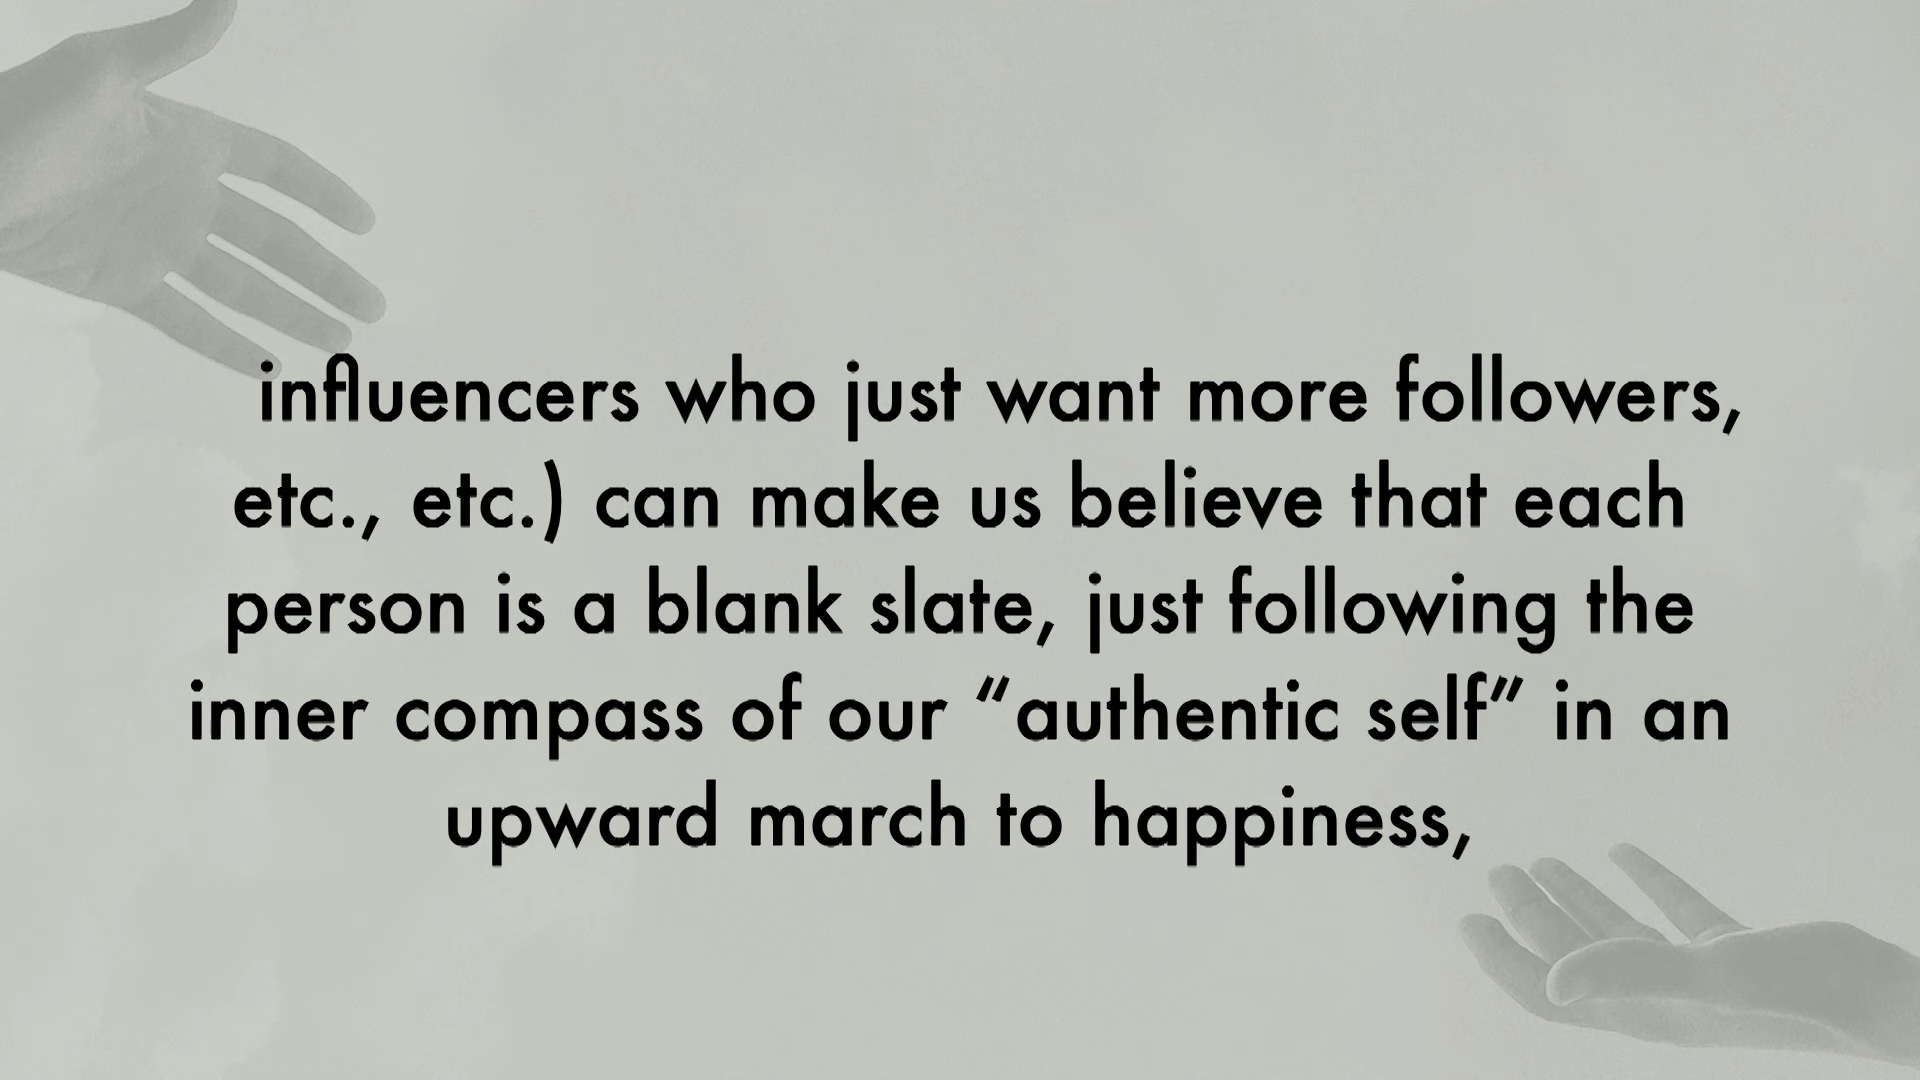 influencers who just want more followers,
etc., etc.) can make us believe that each
person is a blank slate, just following the
inner compass of our “authentic self” in an
upward march to happiness,